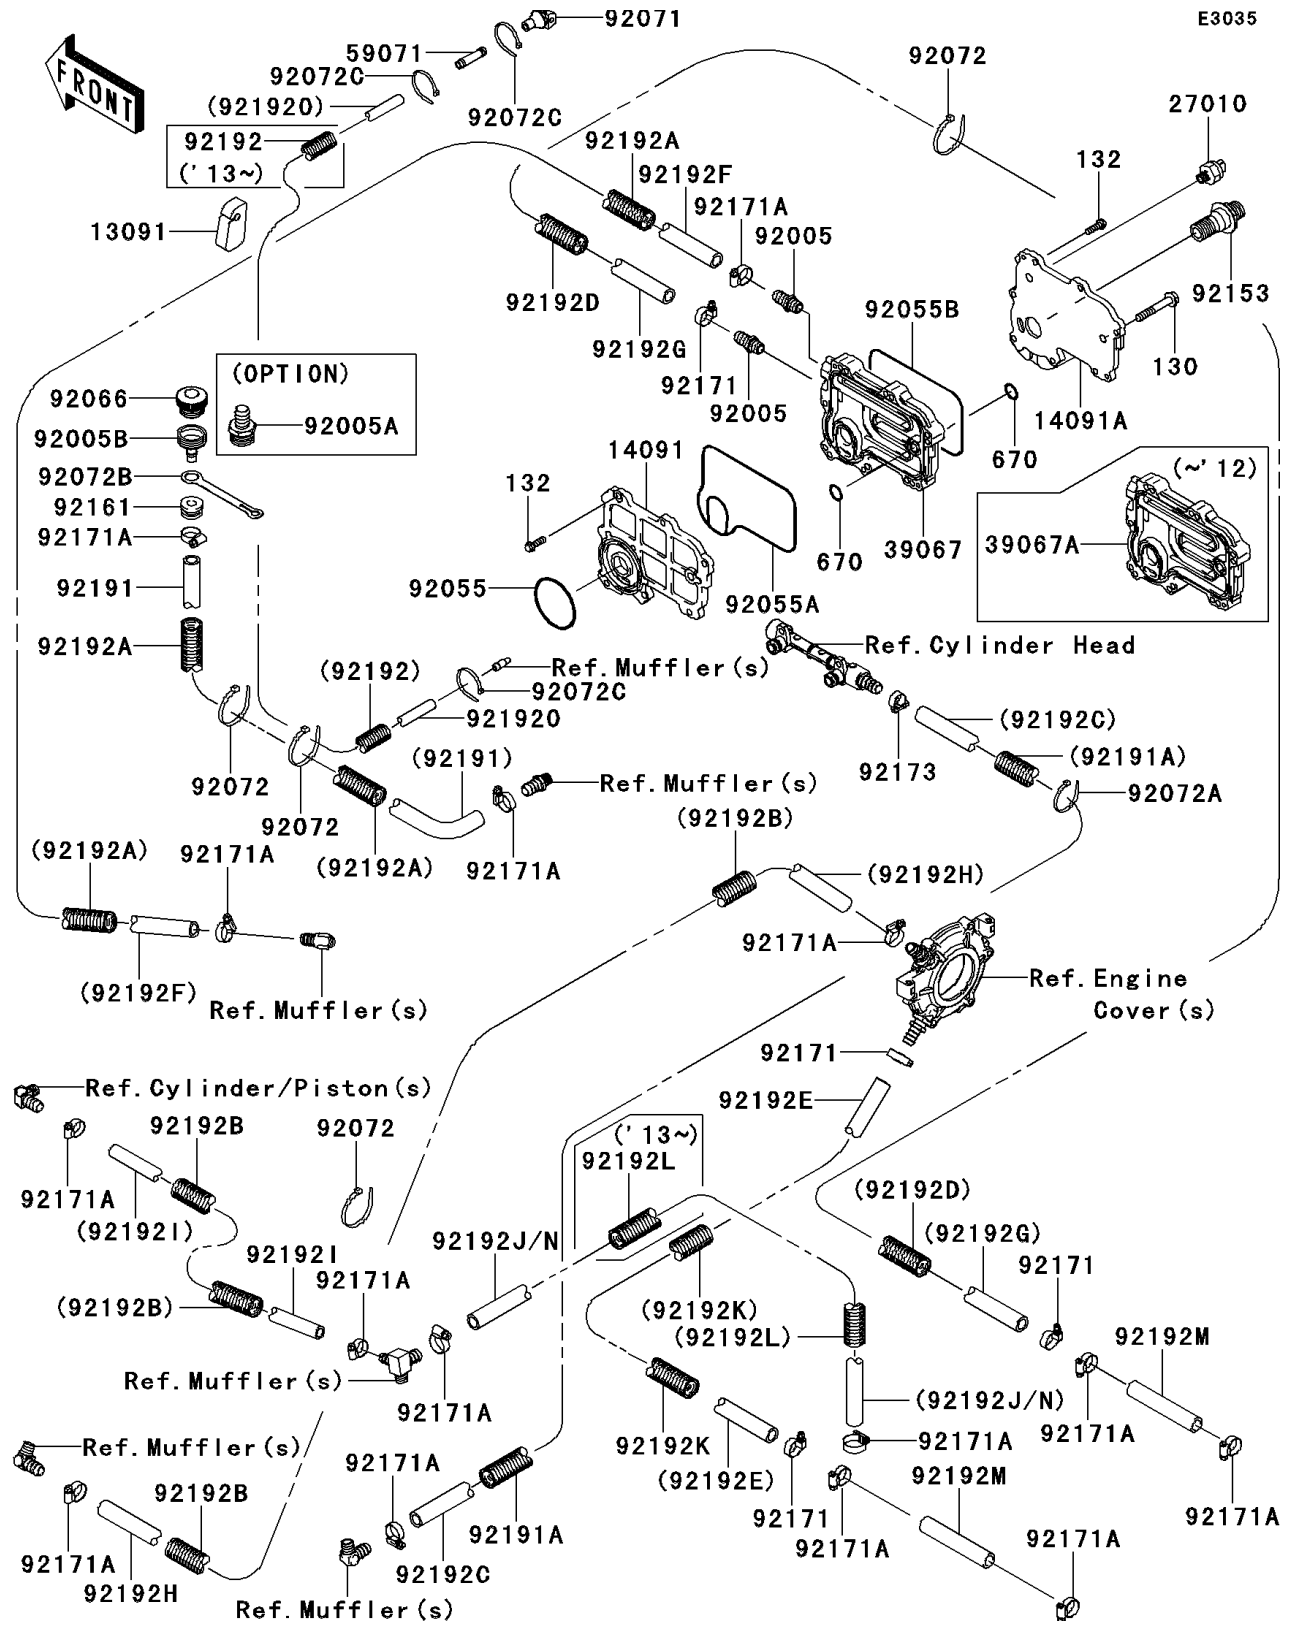 E3035
92071
FRONT
59071
92072C
92072
(92192O)
27010
92072C
92192
92192A
132
('13~)
92192F
92171A
13091
92005
92192D
92055B
92153
92192G
92171
92005
130
(OPTION)
92066
92005A
14091A
92005B
14091
670
92072B
132
(~'12)
92161
92171A
39067
39067A
670
92191
92055
92055A
92192A
Ref.Cylinder Head
Ref.Muffler(s)
(92192)
92072C
92192O
(92192C)
(92191)
(92191A)
92173
92072
Ref.Muffler(s)
92072A
(92192B)
92072
(92192A)
92171A
(92192A)
92171A
(92192H)
92171A
Ref.Engine
Cover(s)
(92192F)
Ref.Muffler(s)
92171
Ref.Cylinder/Piston(s)
92192E
92192B
92072
('13~)
92192L
92171A
(92192D)
(92192I)
(92192G)
92192J/N
92192I
92171A
92171
(92192B)
(92192K)
(92192L)
92192M
Ref.Muffler(s)
(92192J/N)
92171A
92171A
92171A
Ref.Muffler(s)
92192K
92171A
(92192E)
92192M
92192B
92171
92171A
92191A
92171A
92171A
92171A
92192C
92192H
Ref.Muffler(s)